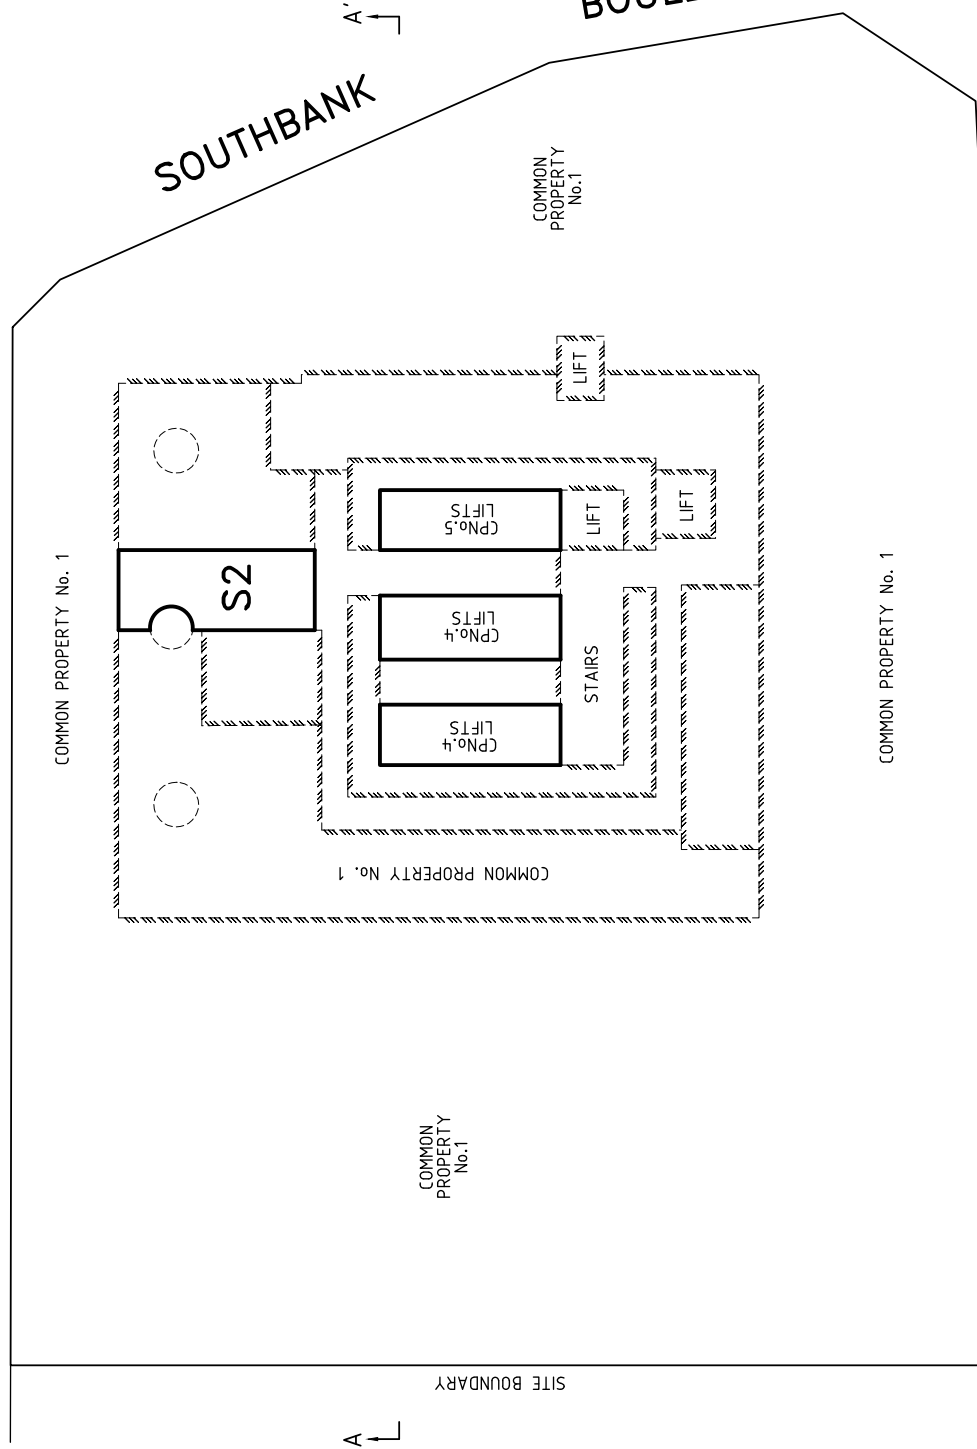 A'
SOUTHBANK
COMMON
PROPERTY
No.1
LIFT
COMMON PROPERTY No. 1
S2
CPNo.5
LIFTS
LIFT
LIFT
CPNo.4
LIFTS
STAIRS
CPNo.4
LIFTS
COMMON PROPERTY No. 1
COMMON PROPERTY No. 1
COMMON
PROPERTY
No.1
SITE BOUNDARY
A